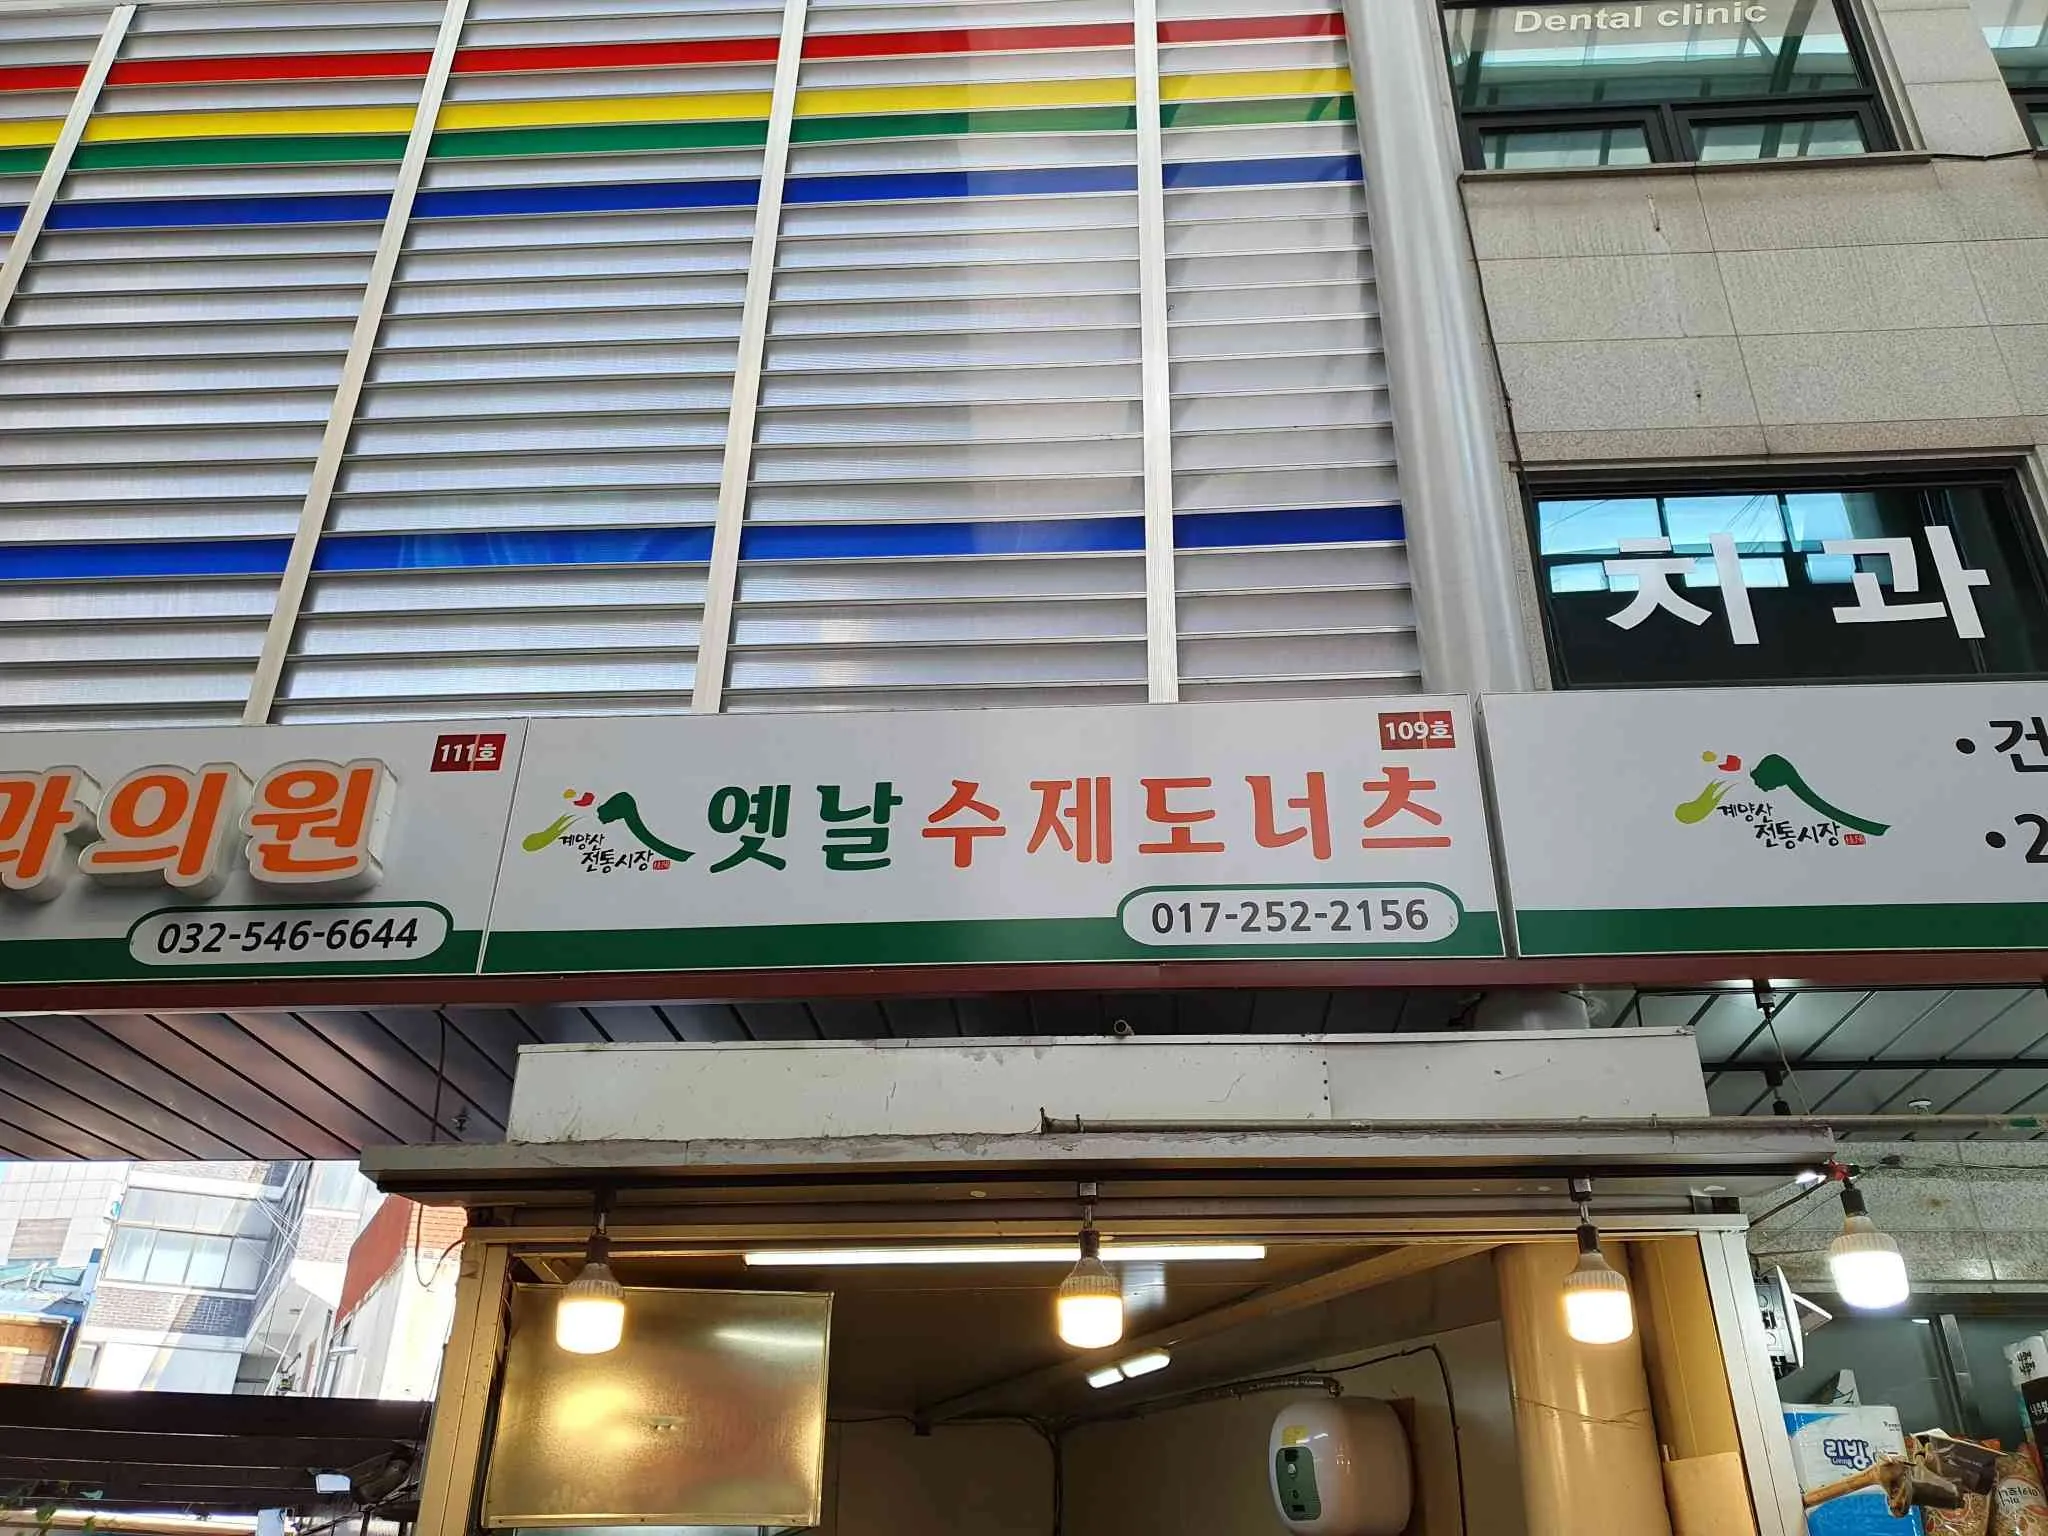 Dental clinic
치과
111호
과의원
032-546-6644
109호
계양산
전통시장
옛날수제도너츠
017-252-2156
계양산
전통시장
•건
•2
리빙